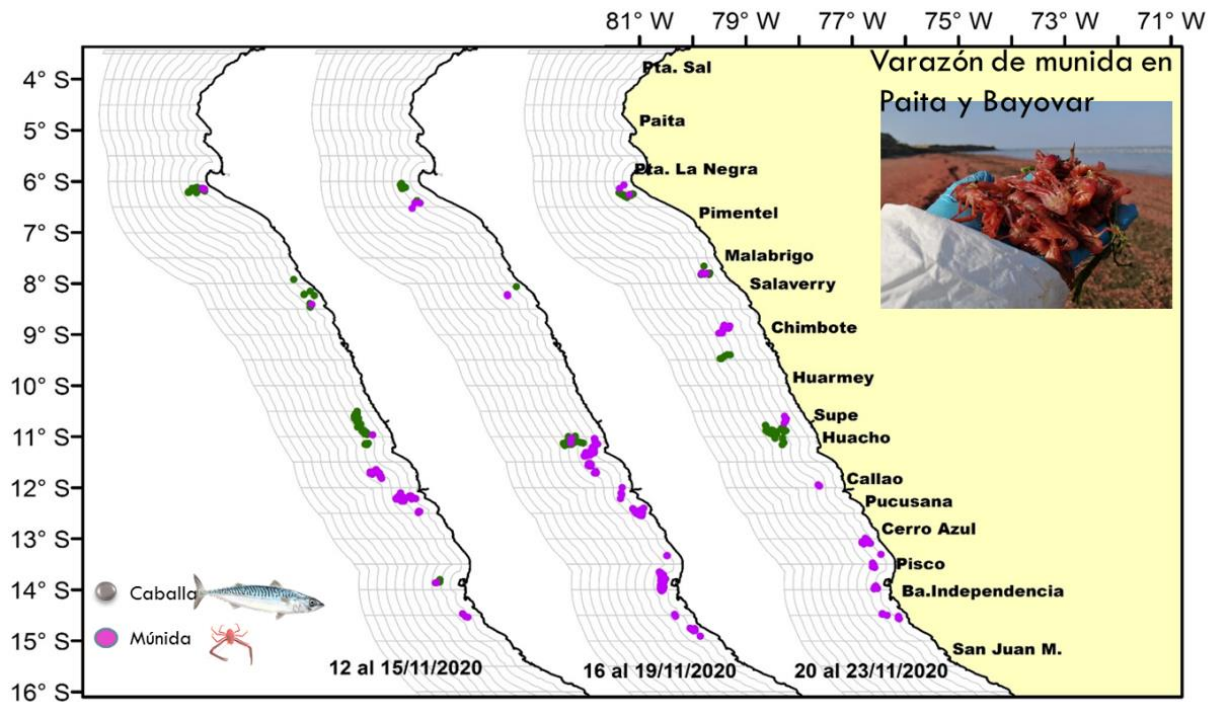 81° W 79° W 77° W 75° W 73° W 71° W
Varazón de munida en
Paita y Bayovar
4° S
5° S
6° S
7° S
8° S
9° S
10° S
11° S
12° S
13° S
14° S
15° S
16° S
Pta. Sal
Paita
Pta. La Negra
Pimentel
Malabrigo
Salaverry
Chimbote
Huarmey
Supe
Huacho
Callao
Pucusana
Cerro Azul
Pisco
Ba.Independencia
San Juan M.
Caballa
Múnida
12 al 15/11/2020
16 al 19/11/2020
20 al 23/11/2020